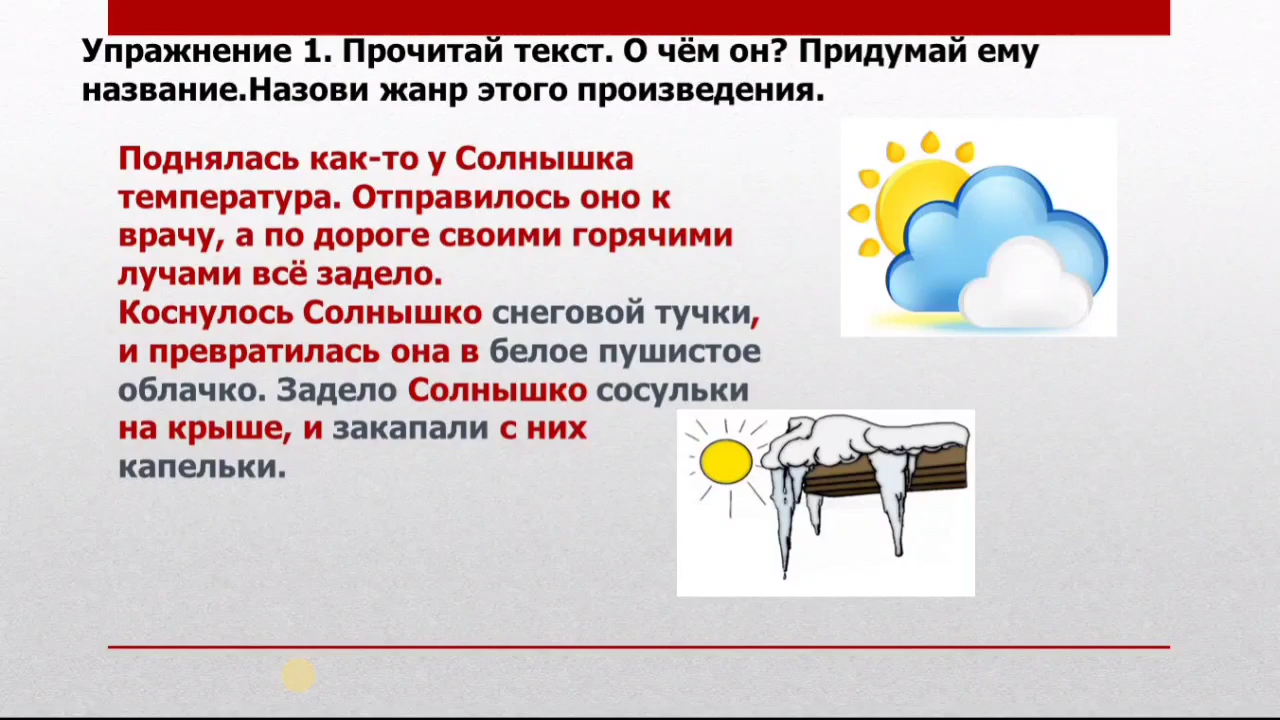 Упражнение 1. Прочитай текст. О чём он? Придумай ему
название.Назови жанр этого произведения.
Поднялась как-то у Солнышка
температура. Отправилось оно к
врачу, а по дороге своими горячими
лучами всё задело.
Коснулось Солнышко снеговой тучки,
и превратилась она в белое пушистое
облачко. Задело Солнышко сосульки
на крыше, и закапали с них
капельки.